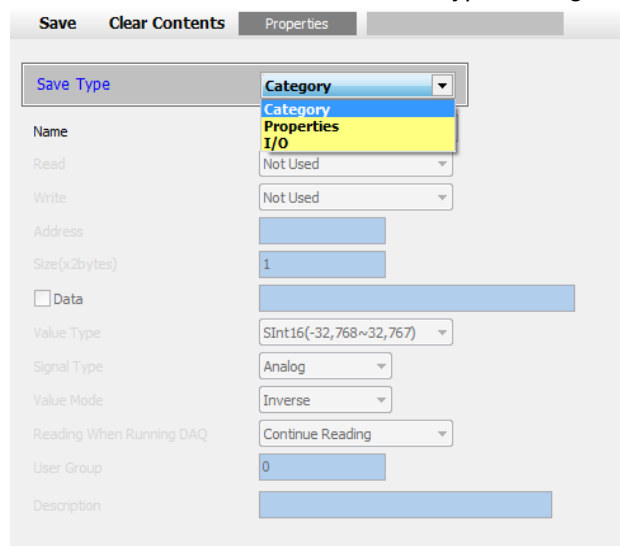 Save Clear Contents Properties
Save Type Category
Category
Properties
I/O
Name
Read Not Used
Write Not Used
Address
Size(x2bytes) 1
Data
Value Type SInt16(-32,768~32,767)
Signal Type Analog
Value Mode Inverse
Reading When Running DAQ Continue Reading
User Group 0
Description